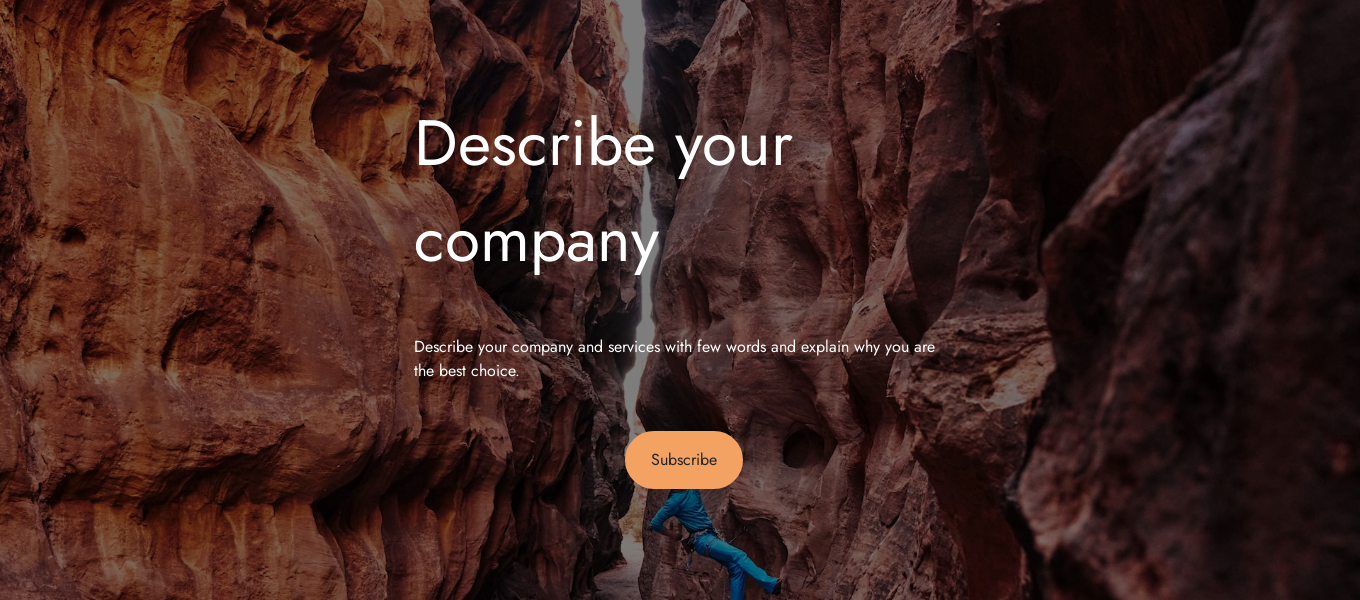 Describe your
company
Describe your company and services with few words and explain why you are
the best choice.
Subscribe